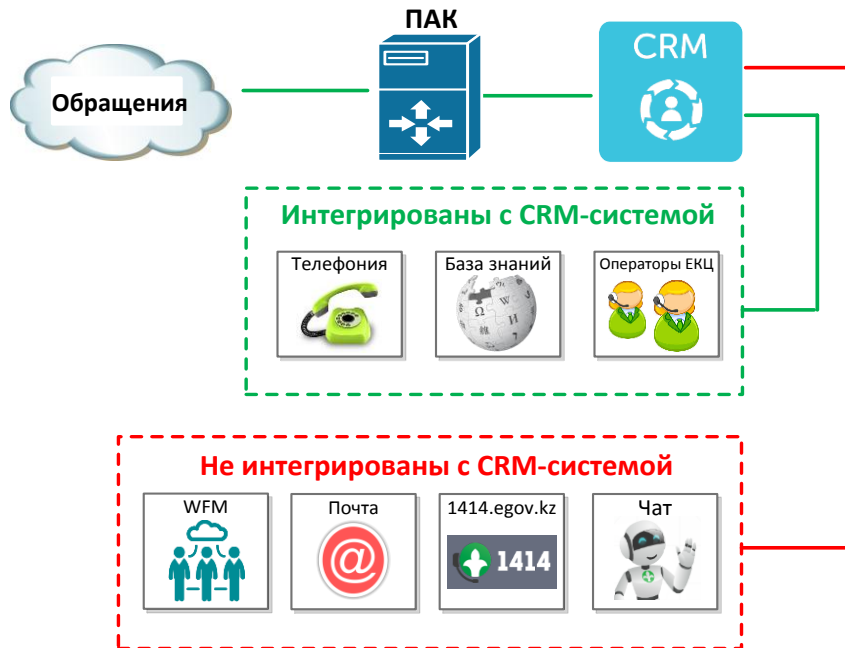 ПАК
CRM
Обращения
Интегрированы с CRM-системой
Телефония
База знаний
Операторы ЕКЦ
Не интегрированы с CRM-системой
WFM
Почта
1414.egov.kz
Чат
@
1414